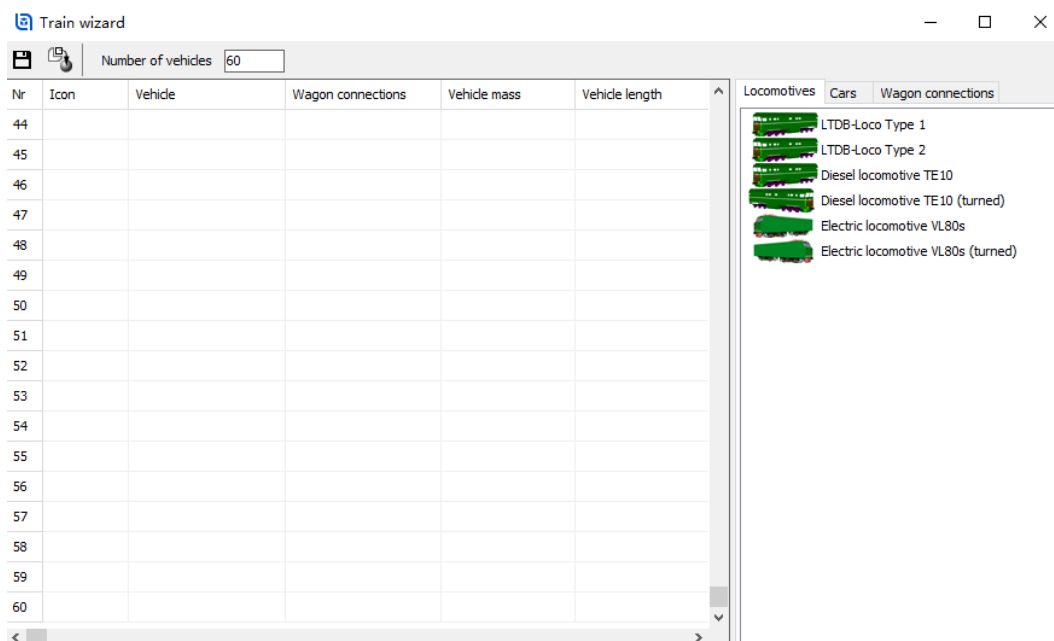 Train wizard
Number of vehicles 60
Nr Icon Vehicle Wagon connections Vehicle mass Vehicle length
44
45
46
47
48
49
50
51
52
53
54
55
56
57
58
59
60
Locomotives Cars Wagon connections
LTDB-Loco Type 1
LTDB-Loco Type 2
Diesel locomotive TE10
Diesel locomotive TE10 (turned)
Electric locomotive VL80s
Electric locomotive VL80s (turned)